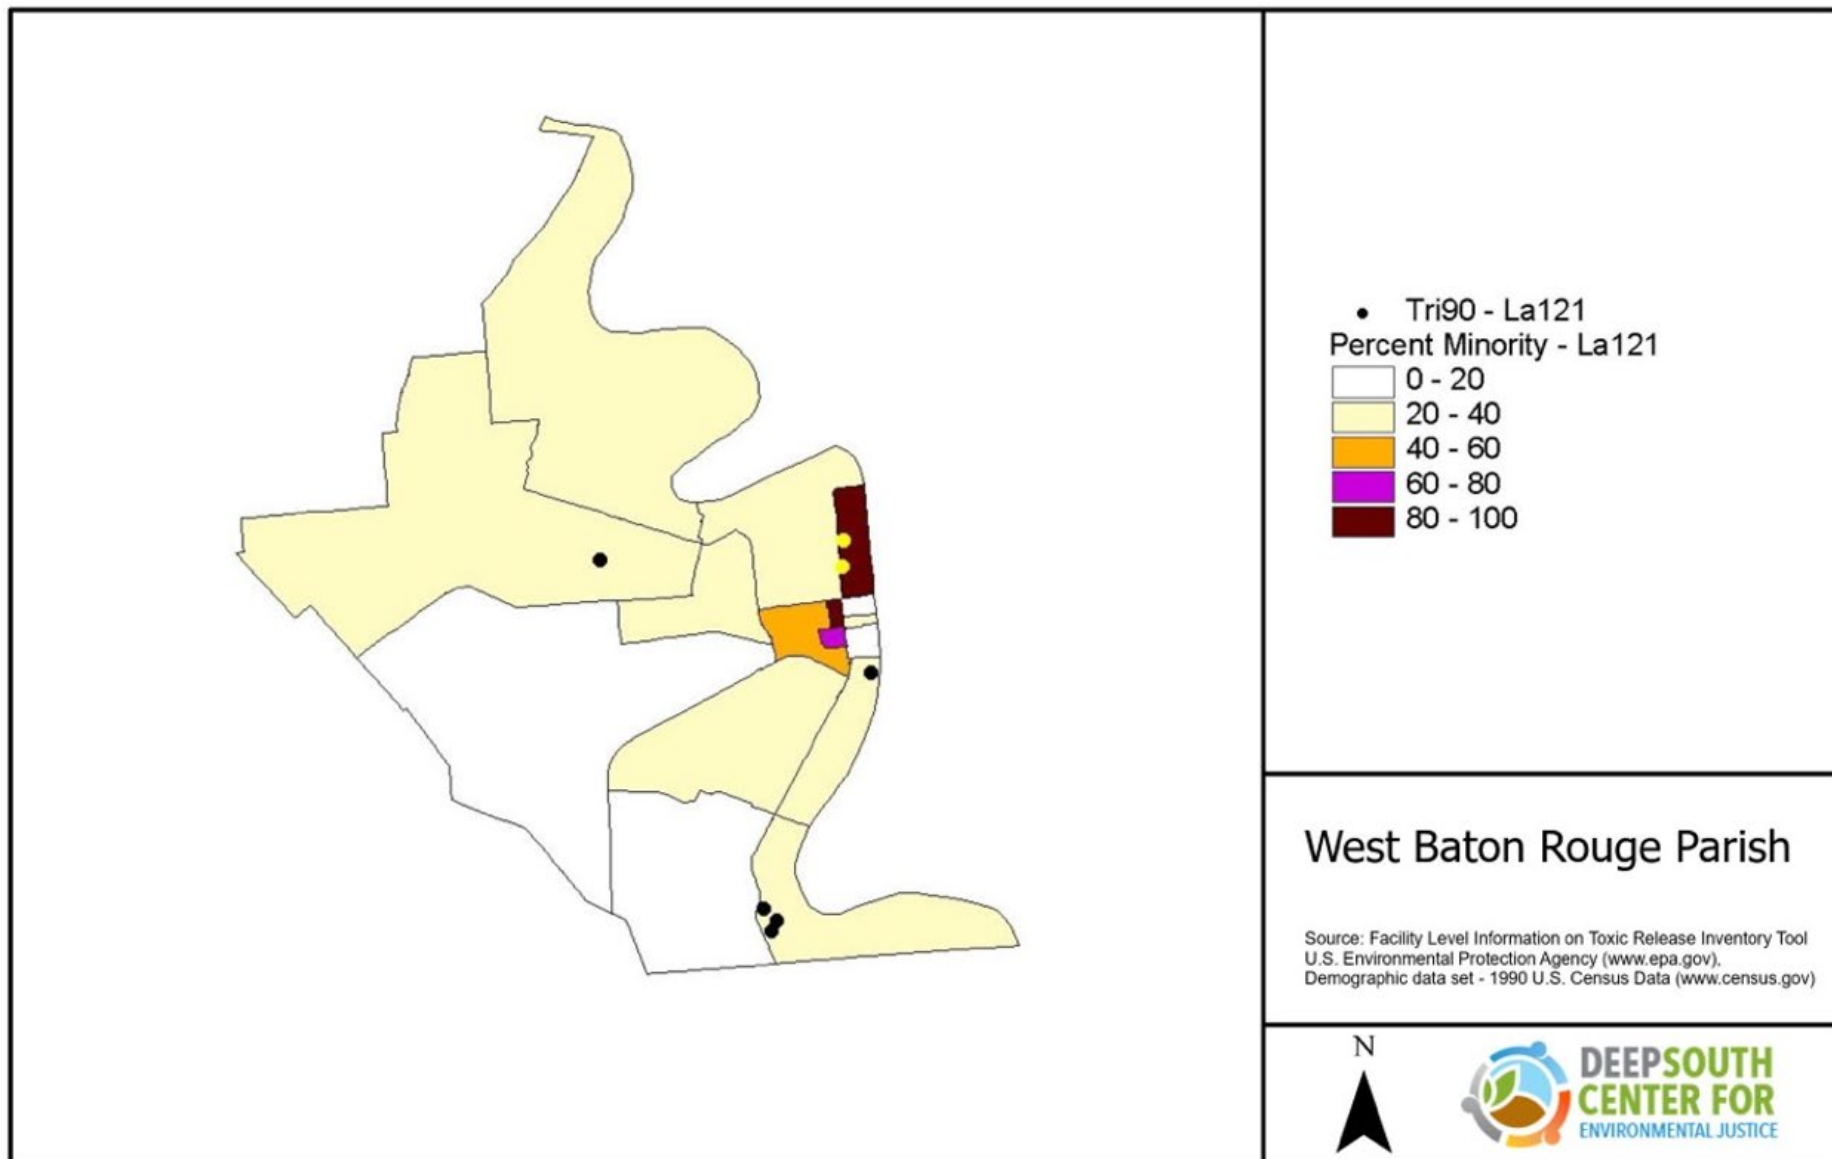 Tri90 - La121
Percent Minority - La121
0 - 20
20 - 40
40 - 60
60 - 80
80 - 100
West Baton Rouge Parish
Source: Facility Level Information on Toxic Release Inventory Tool
U.S. Environmental Protection Agency (www.epa.gov),
Demographic data set - 1990 U.S. Census Data (www.census.gov)
N
DEEPSOUTH
CENTER FOR
ENVIRONMENTAL JUSTICE